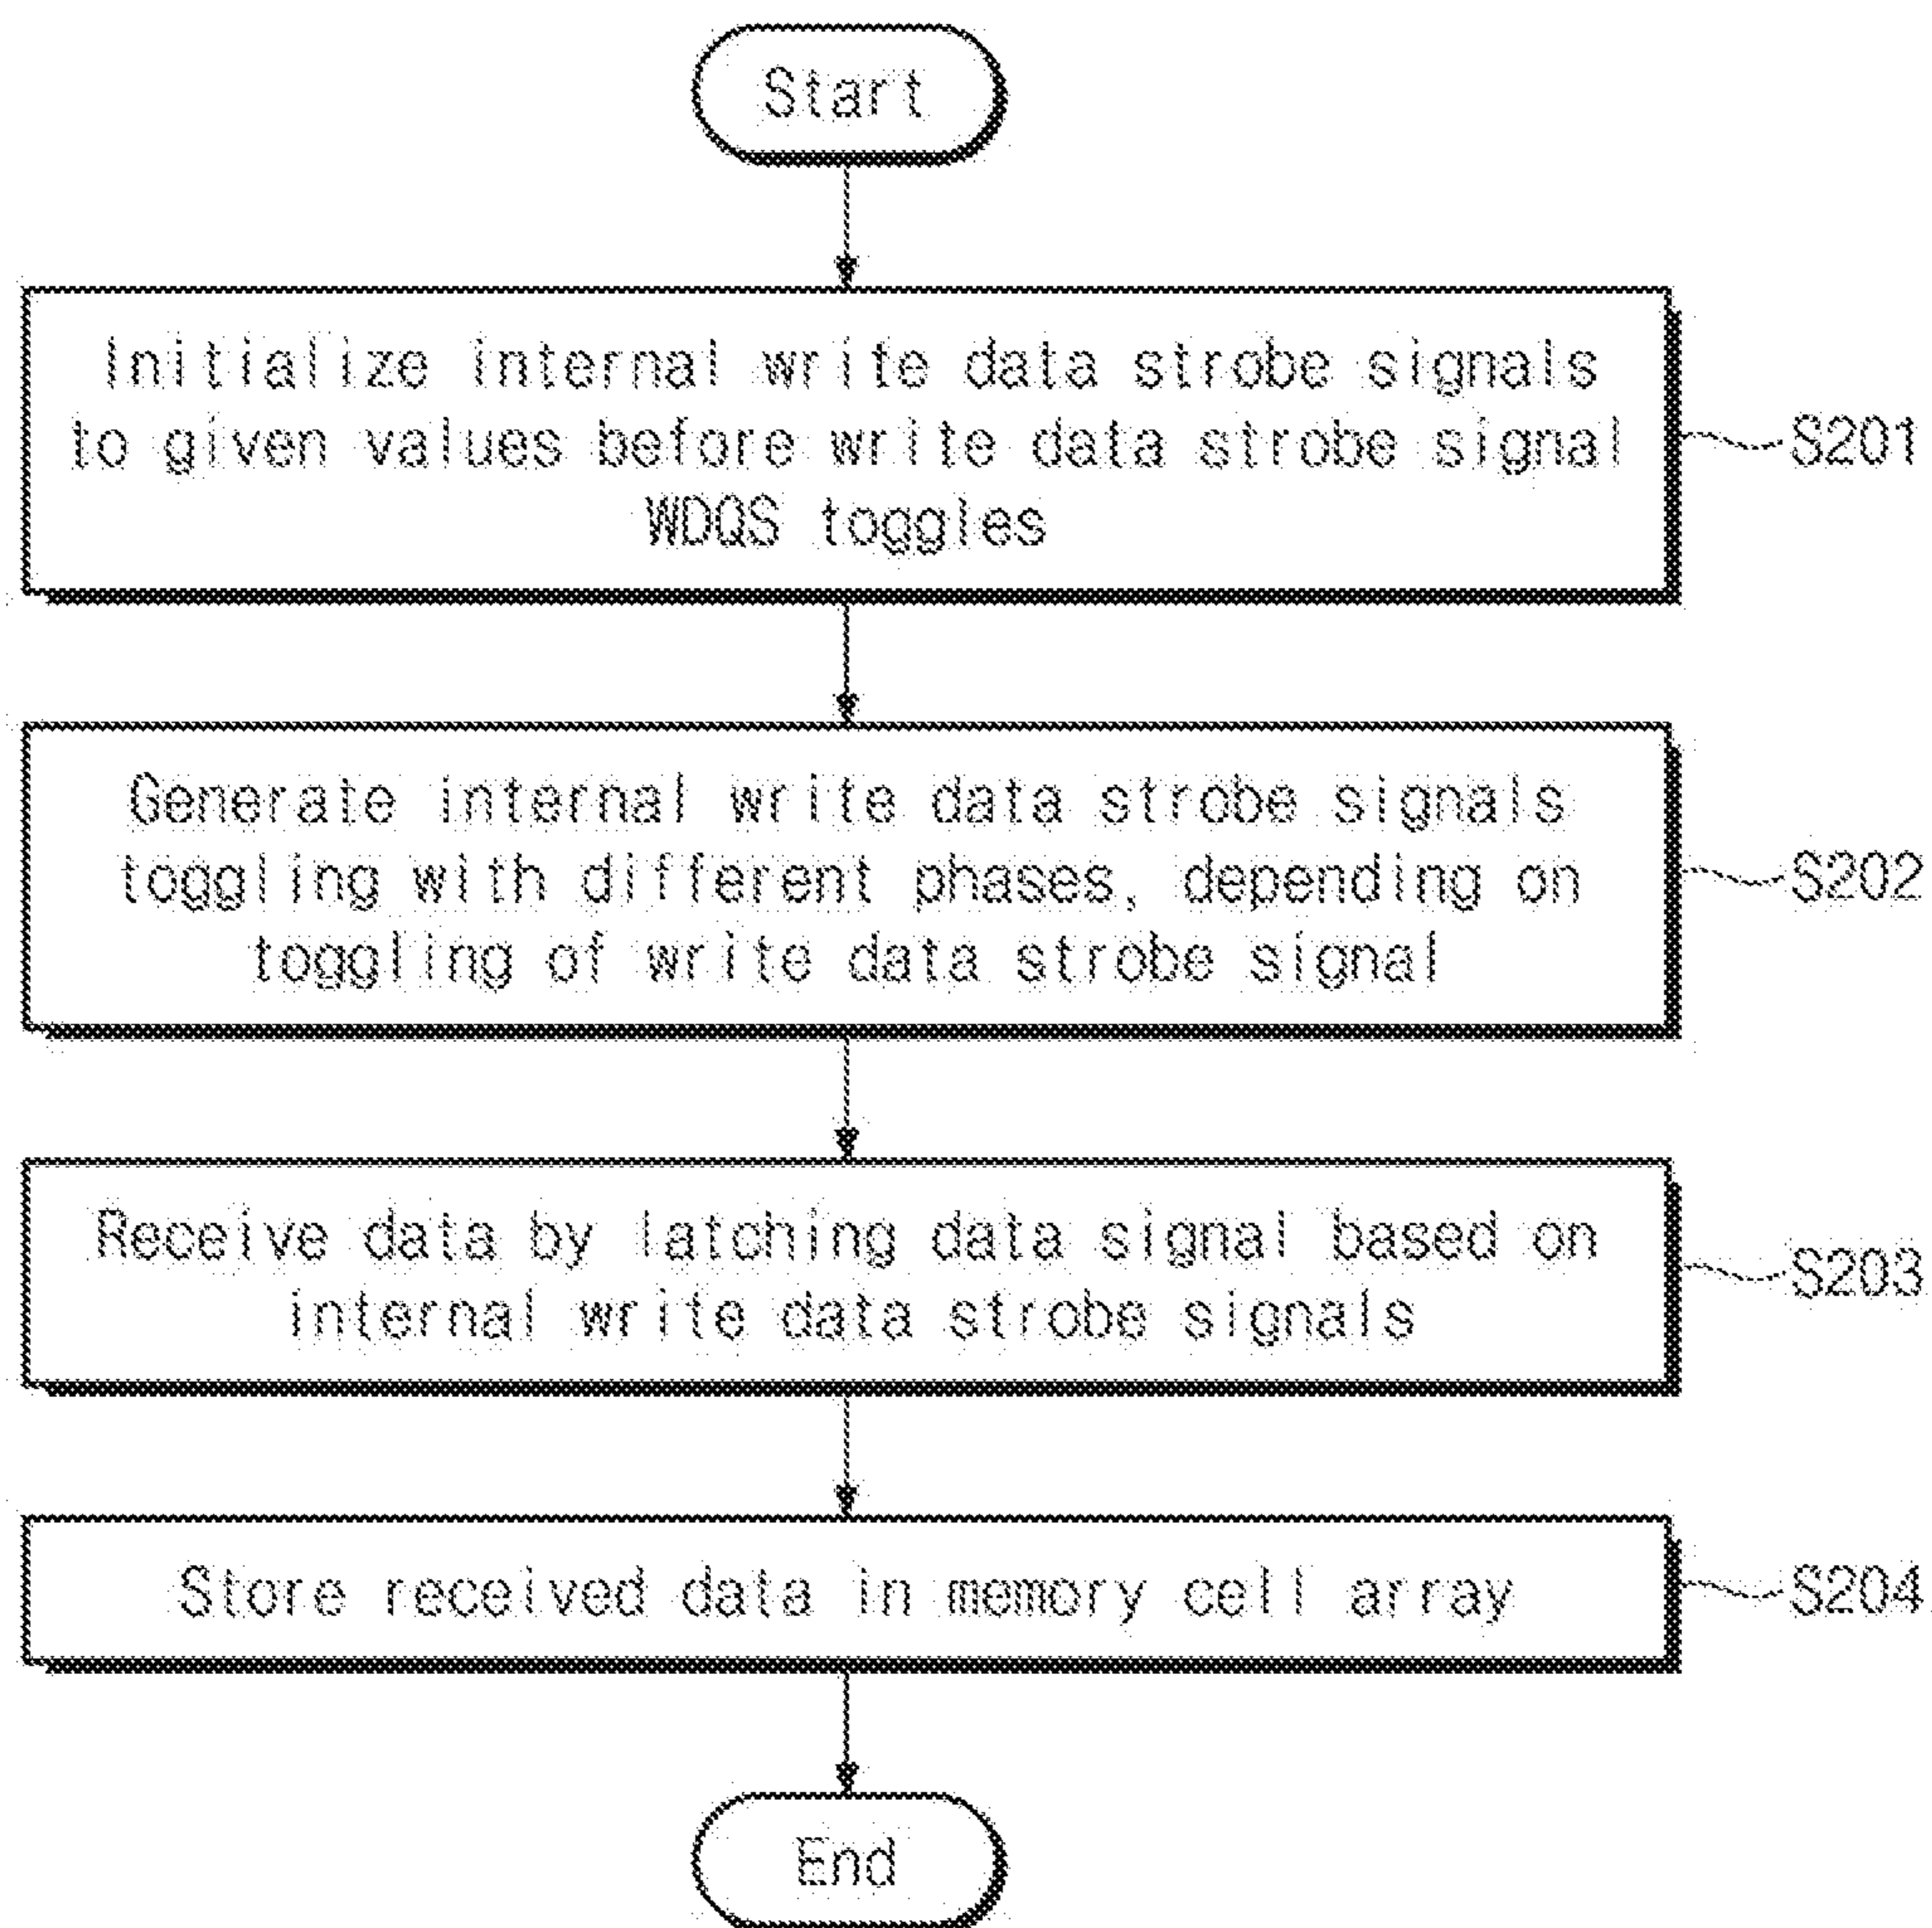 Start
Initialize internal write data strobe signals
to given values before write data strobe signal
WDQS toggles
S201
Generate internal write data strobe signals
toggling with different phases, depending on
toggling of write data strobe signal
S202
Receive data by latching data signal based on
internal write data strobe signals
S203
Store received data in memory cell array
S204
End